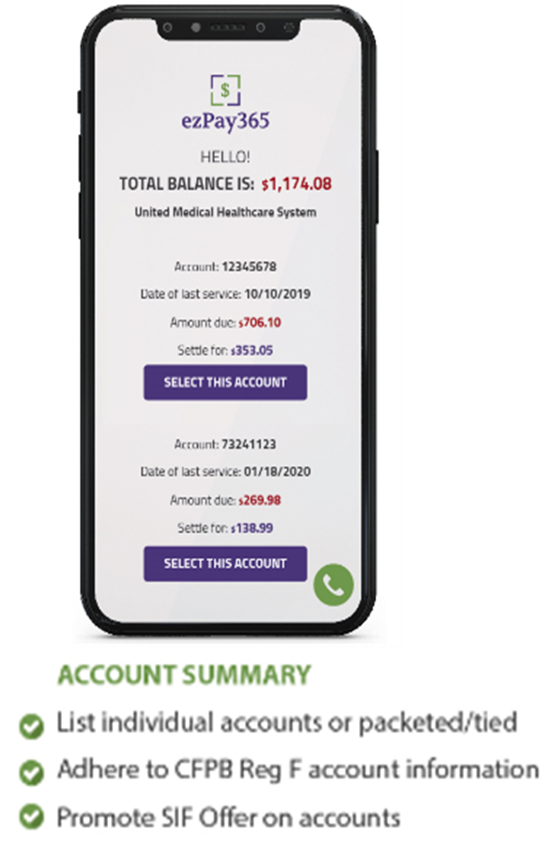 $
ezPay365
HELLO!
TOTAL BALANCE IS: $1,174.08
United Medical Healthcare System
Account: 12345678
Date of last service: 10/10/2019
Amount due: $706.10
Settle for: $353.05
SELECT THIS ACCOUNT
Account: 73241123
Date of last service: 01/18/2020
Amount due: $269.98
Settle for: $138.99
SELECT THIS ACCOUNT
ACCOUNT SUMMARY
List individual accounts or packeted/tied
Adhere to CFPB Reg F account information
Promote SIF Offer on accounts